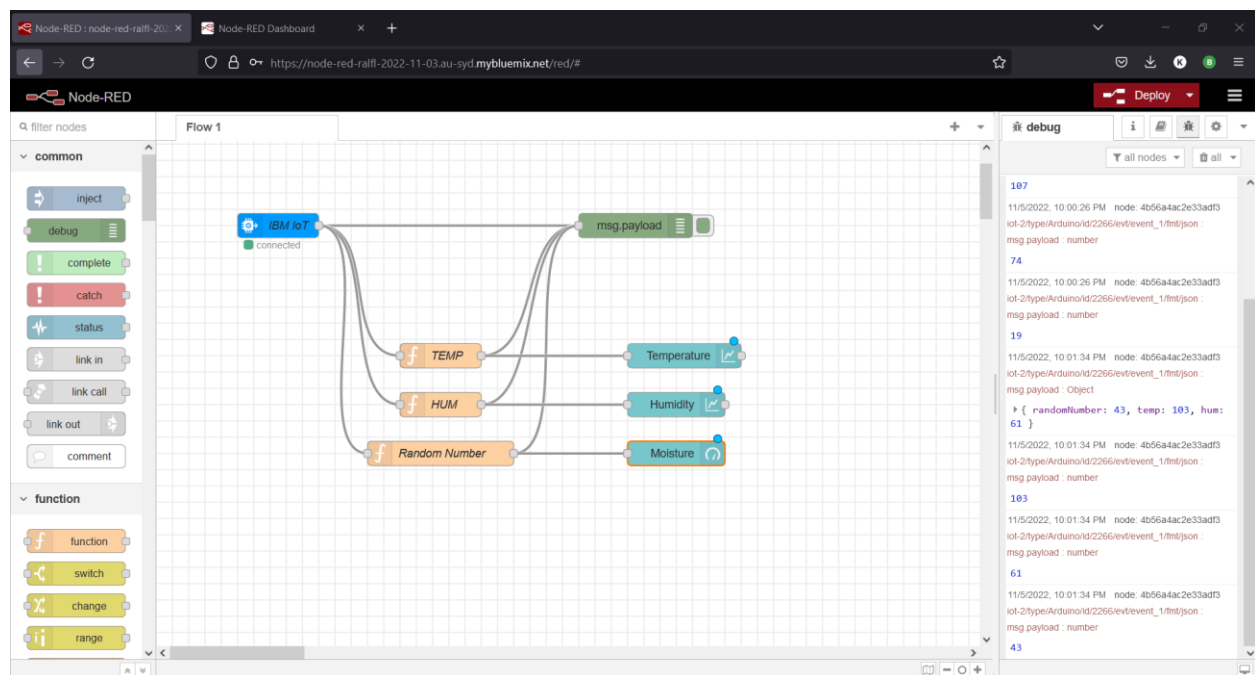 Node-RED : node-red-ralfl-202
Node-RED Dashboard
https://node-red-ralfl-2022-11-03.au-syd.mybluemix.net/red/#
K
B
Node-RED
Deploy
filter nodes
Flow 1
debug
i
all nodes
all
common
inject
debug
complete
catch
status
link in
link call
link out
comment
function
function
switch
change
range
IBM IoT
connected
msg.payload
TEMP
Temperature
HUM
Humidity
Random Number
Moisture
107
11/5/2022, 10:00:26 PM node: 4b56a4ac2e33adf3
iot-2/type/Arduino/id/2266/evt/event_1/fmt/json :
msg.payload : number
74
11/5/2022, 10:00:26 PM node: 4b56a4ac2e33adf3
iot-2/type/Arduino/id/2266/evt/event_1/fmt/json :
msg.payload : number
19
11/5/2022, 10:01:34 PM node: 4b56a4ac2e33adf3
iot-2/type/Arduino/id/2266/evt/event_1/fmt/json :
msg.payload : Object
{ randomNumber: 43, temp: 103, hum:
61 }
11/5/2022, 10:01:34 PM node: 4b56a4ac2e33adf3
iot-2/type/Arduino/id/2266/evt/event_1/fmt/json :
msg.payload : number
103
11/5/2022, 10:01:34 PM node: 4b56a4ac2e33adf3
iot-2/type/Arduino/id/2266/evt/event_1/fmt/json :
msg.payload : number
61
11/5/2022, 10:01:34 PM node: 4b56a4ac2e33adf3
iot-2/type/Arduino/id/2266/evt/event_1/fmt/json :
msg.payload : number
43